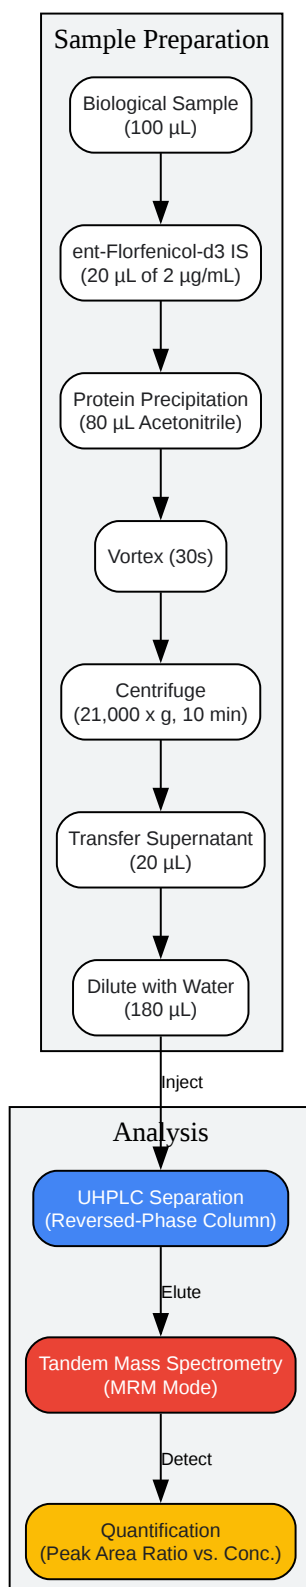 Sample Preparation
Biological Sample
(100 µL)
ent-Florfenicol-d3 IS
(20 µL of 2 µg/mL)
Protein Precipitation
(80 µL Acetonitrile)
Vortex (30s)
Centrifuge
(21,000 x g, 10 min)
Transfer Supernatant
(20 µL)
Dilute with Water
(180 µL)
Inject
Analysis
UHPLC Separation
(Reversed-Phase Column)
Elute
Tandem Mass Spectrometry
(MRM Mode)
Detect
Quantification
(Peak Area Ratio vs. Conc.)